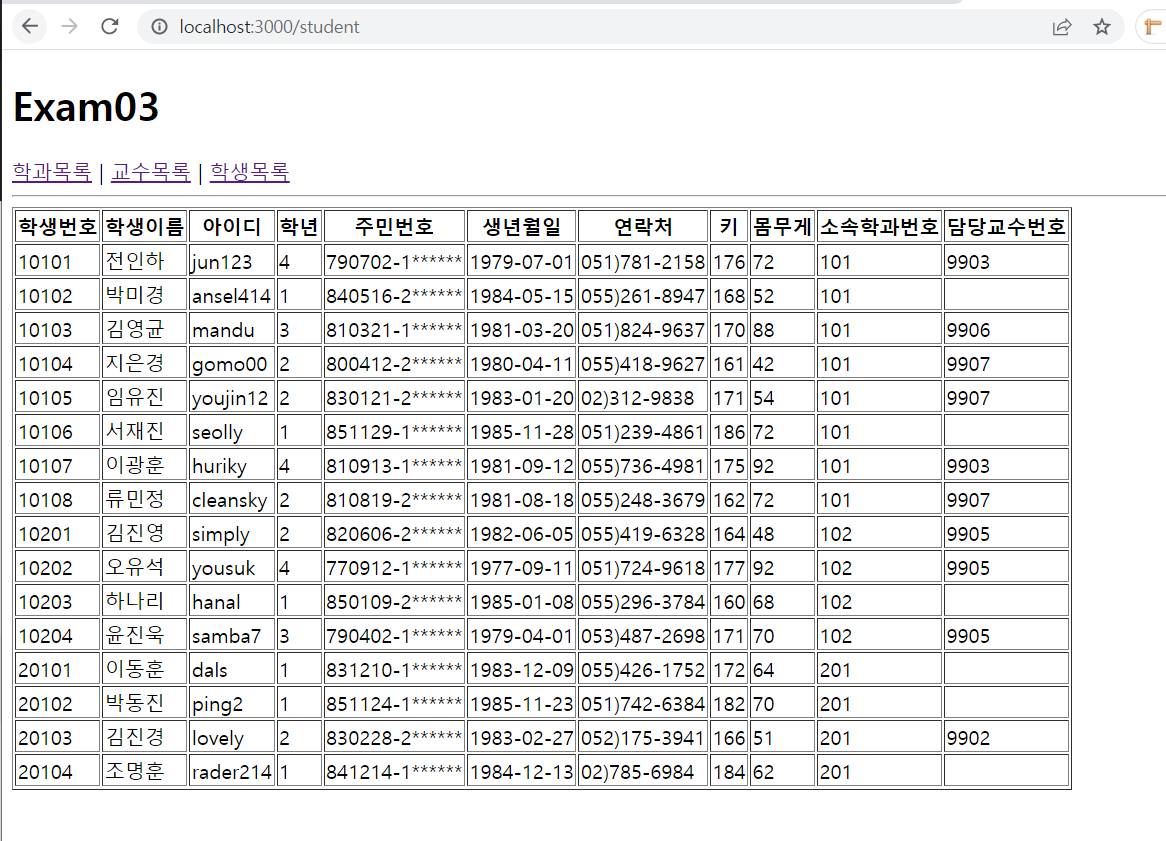 localhost:3000/student
Exam03
학과목록 | 교수목록 | 학생목록
학생번호 학생이름 아이디 학년 주민번호 생년월일 연락처 키 몸무게 소속학과번호 담당교수번호
10101 전인하 jun123 4 790702-1****** 1979-07-01 051)781-2158 176 72 101 9903
10102 박미경 ansel414 1 840516-2****** 1984-05-15 055)261-8947 168 52 101
10103 김영균 mandu 3 810321-1****** 1981-03-20 051)824-9637 170 88 101 9906
10104 지은경 gomo00 2 800412-2****** 1980-04-11 055)418-9627 161 42 101 9907
10105 임유진 youjin12 2 830121-2****** 1983-01-20 02)312-9838 171 54 101 9907
10106 서재진 seolly 1 851129-1****** 1985-11-28 051)239-4861 186 72 101
10107 이광훈 huriky 4 810913-1****** 1981-09-12 055)736-4981 175 92 101 9903
10108 류민정 cleansky 2 810819-2****** 1981-08-18 055)248-3679 162 72 101 9907
10201 김진영 simply 2 820606-2****** 1982-06-05 055)419-6328 164 48 102 9905
10202 오유석 yousuk 4 770912-1****** 1977-09-11 051)724-9618 177 92 102 9905
10203 하나리 hanal 1 850109-2****** 1985-01-08 055)296-3784 160 68 102
10204 윤진욱 samba7 3 790402-1****** 1979-04-01 053)487-2698 171 70 102 9905
20101 이동훈 dals 1 831210-1****** 1983-12-09 055)426-1752 172 64 201
20102 박동진 ping2 1 851124-1****** 1985-11-23 051)742-6384 182 70 201
20103 김진경 lovely 2 830228-2****** 1983-02-27 052)175-3941 166 51 201 9902
20104 조명훈 rader214 1 841214-1****** 1984-12-13 02)785-6984 184 62 201